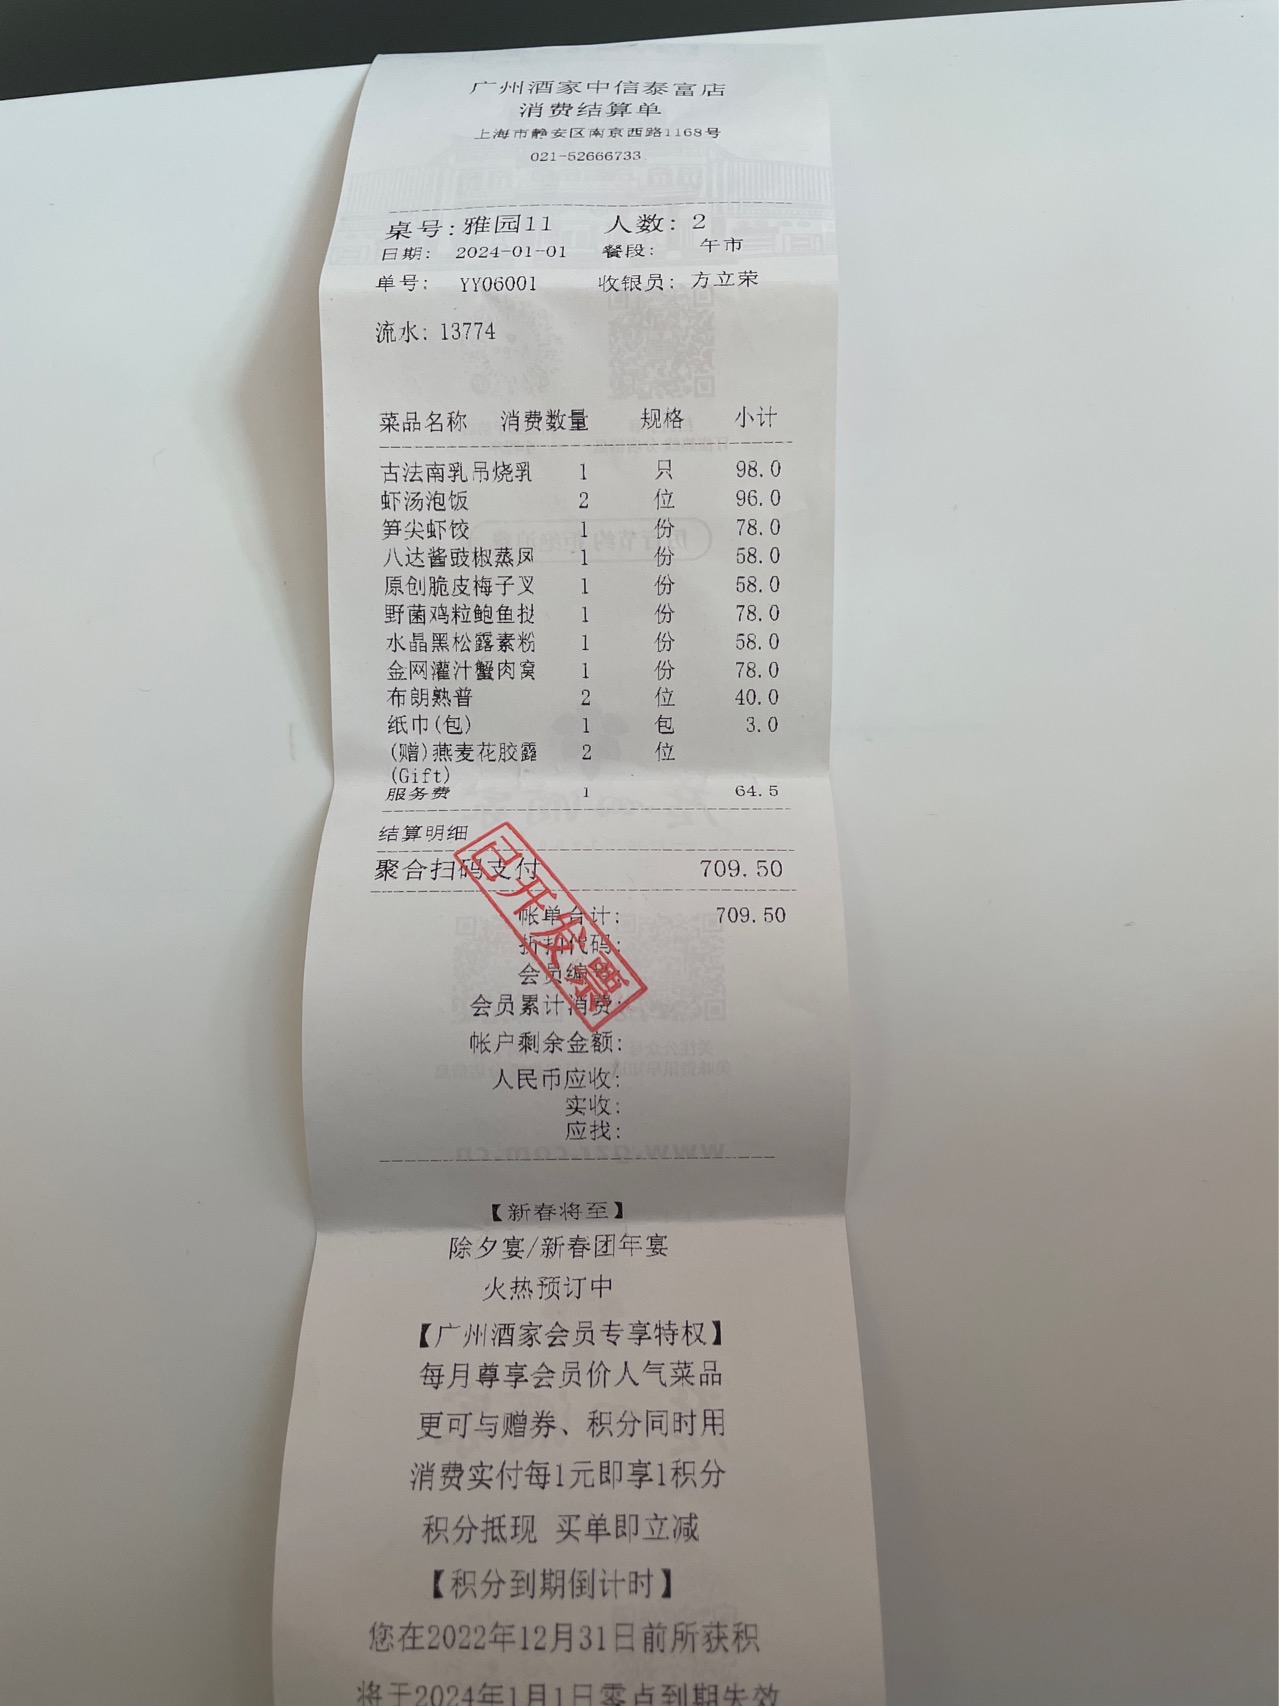 广州酒家中信泰富店
消费结算单
上海市静安区南京西路1168号
021-52666733
桌号:雅园11 人数: 2
日期: 2024-01-01 餐段: 午市
单号: YY06001 收银员: 方立荣
流水: 13774
菜品名称 消费数量 规格 小计
古法南乳吊烧乳 1 只 98.0
虾汤泡饭 2 位 96.0
笋尖虾饺 1 份 78.0
八达酱豉椒蒸凤 1 份 58.0
原创脆皮梅子叉 1 份 58.0
野菌鸡粒鲍鱼挞 1 份 78.0
水晶黑松露素粉 1 份 58.0
金网灌汁蟹肉窝 1 份 78.0
布朗熟普 2 位 40.0
纸巾(包) 1 包 3.0
(赠)燕麦花胶露 2 位
(Gift)
服务费 1 64.5
结算明细
聚合扫码支付 709.50
已开发票
帐单合计: 709.50
折扣代码:
会员编号:
会员累计消费:
帐户剩余金额:
人民币应收:
实收:
应找:
【新春将至】
除夕宴/新春团年宴
火热预订中
【广州酒家会员专享特权】
每月尊享会员价人气菜品
更可与赠券、积分同时用
消费实付每1元即享1积分
积分抵现 买单即立减
【积分到期倒计时】
您在2022年12月31日前所获积
将于2024年1月1日零点到期失效